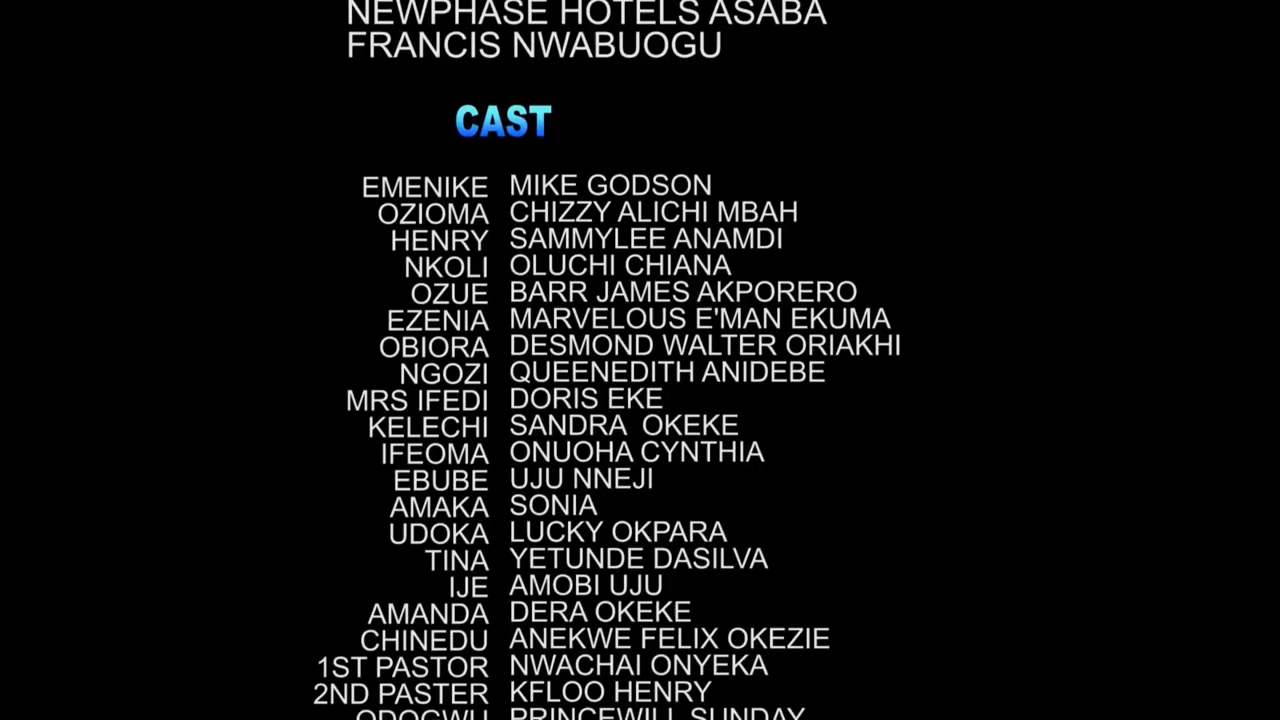 NEWPHASE HOTELS ASABA
FRANCIS NWABUOGU
CAST
EMENIKE MIKE GODSON
OZIOMA CHIZZY ALICHI MBAH
HENRY SAMMYLEE ANAMDI
NKOLI OLUCHI CHIANA
OZUE BARR JAMES AKPORERO
EZENIA MARVELOUS E'MAN EKUMA
OBIORA DESMOND WALTER ORIAKHI
NGOZI QUEENEDITH ANIDEBE
MRS IFEDI DORIS EKE
KELECHI SANDRA OKEKE
IFEOMA ONUOHA CYNTHIA
EBUBE UJU NNEJI
AMAKA SONIA
UDOKA LUCKY OKPARA
TINA YETUNDE DASILVA
IJE AMOBI UJU
AMANDA DERA OKEKE
CHINEDU ANEKWE FELIX OKEZIE
1ST PASTOR NWACHAI ONYEKA
2ND PASTER KFLOO HENRY
ODOGWU PRINCEWILL SUNDAY